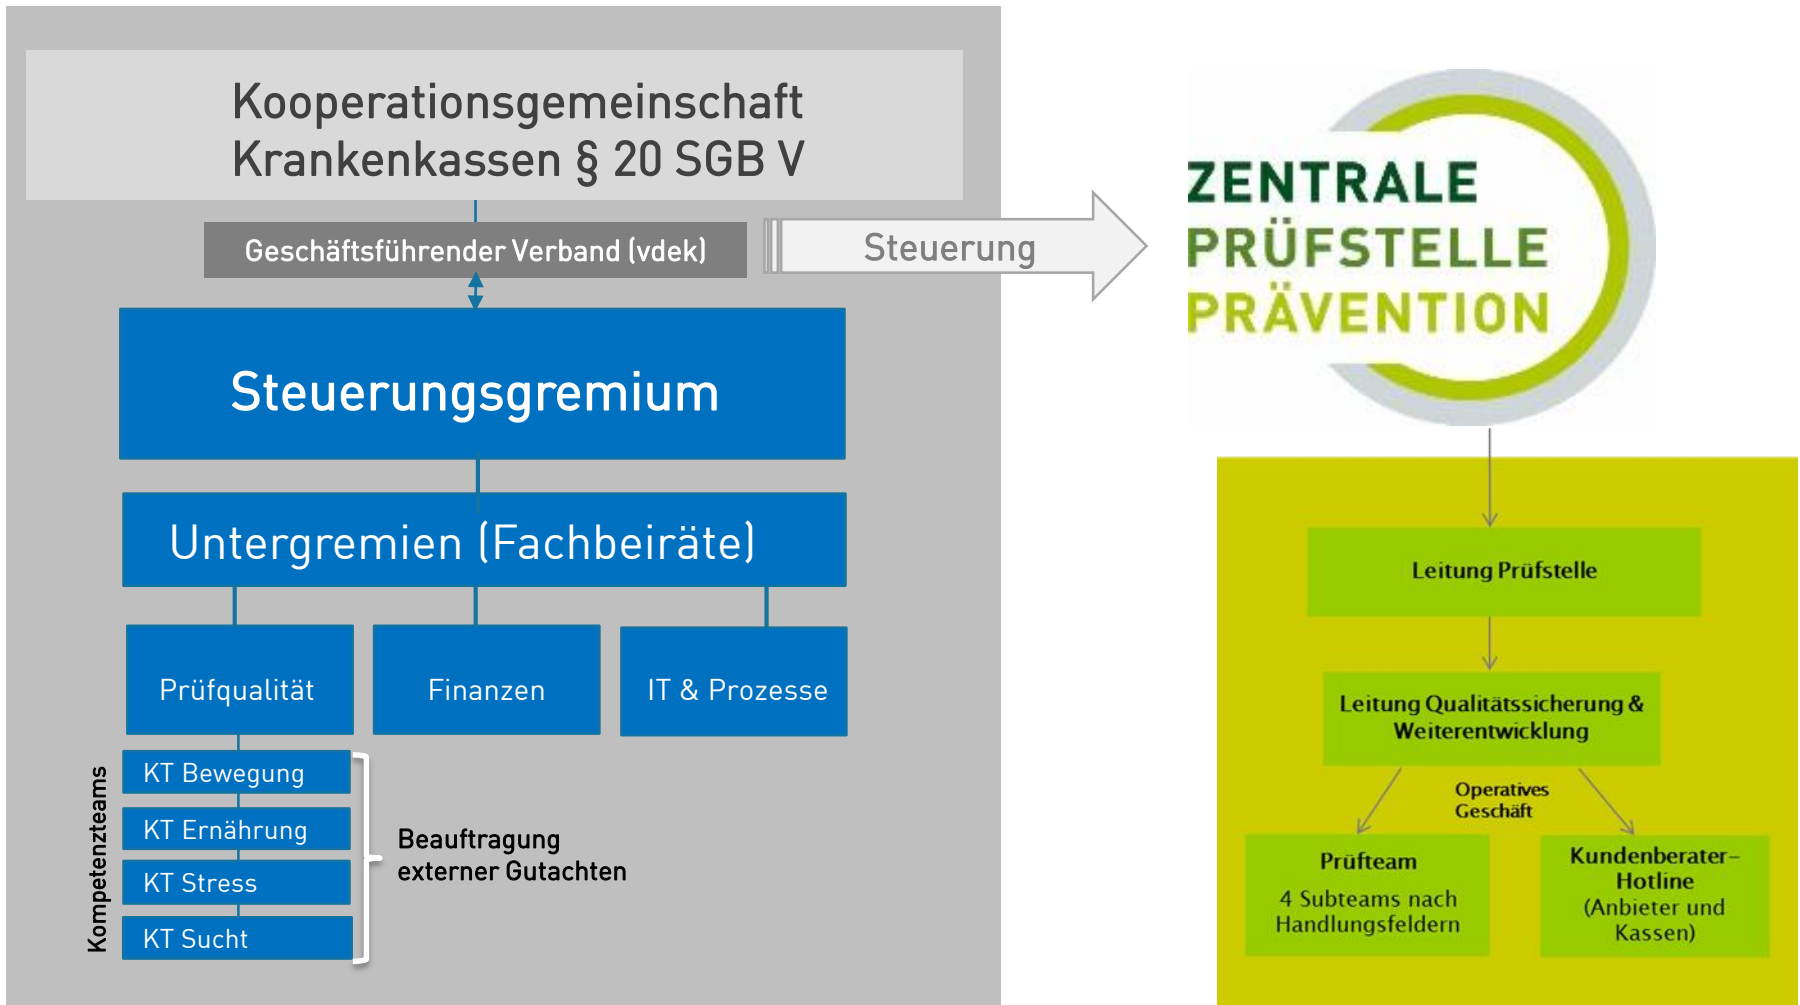 Kooperationsgemeinschaft
Krankenkassen § 20 SGB V
Geschäftsführender Verband (vdek)
Steuerung
Steuerungsgremium
Untergremien (Fachbeiräte)
Prüfqualität
Finanzen
IT & Prozesse
Kompetenzteams
KT Bewegung
KT Ernährung
KT Stress
KT Sucht
Beauftragung
externer Gutachten
ZENTRALE
PRÜFSTELLE
PRÄVENTION
Leitung Prüfstelle
Leitung Qualitätssicherung &
Weiterentwicklung
Operatives
Geschäft
Prüfteam
4 Subteams nach
Handlungsfeldern
Kundenberater-
Hotline
(Anbieter und
Kassen)